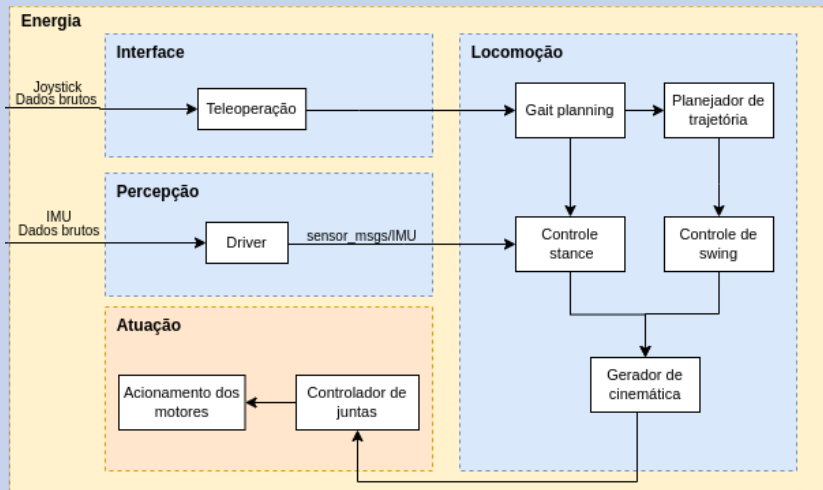 Energia
Interface
Joystick
Dados brutos
Teleoperação
Locomoção
Gait planning
Planejador de
trajetória
Percepção
IMU
Dados brutos
Driver
sensor_msgs/IMU
Controle
stance
Controle de
swing
Atuação
Acionamento dos
motores
Controlador de
juntas
Gerador de
cinemática